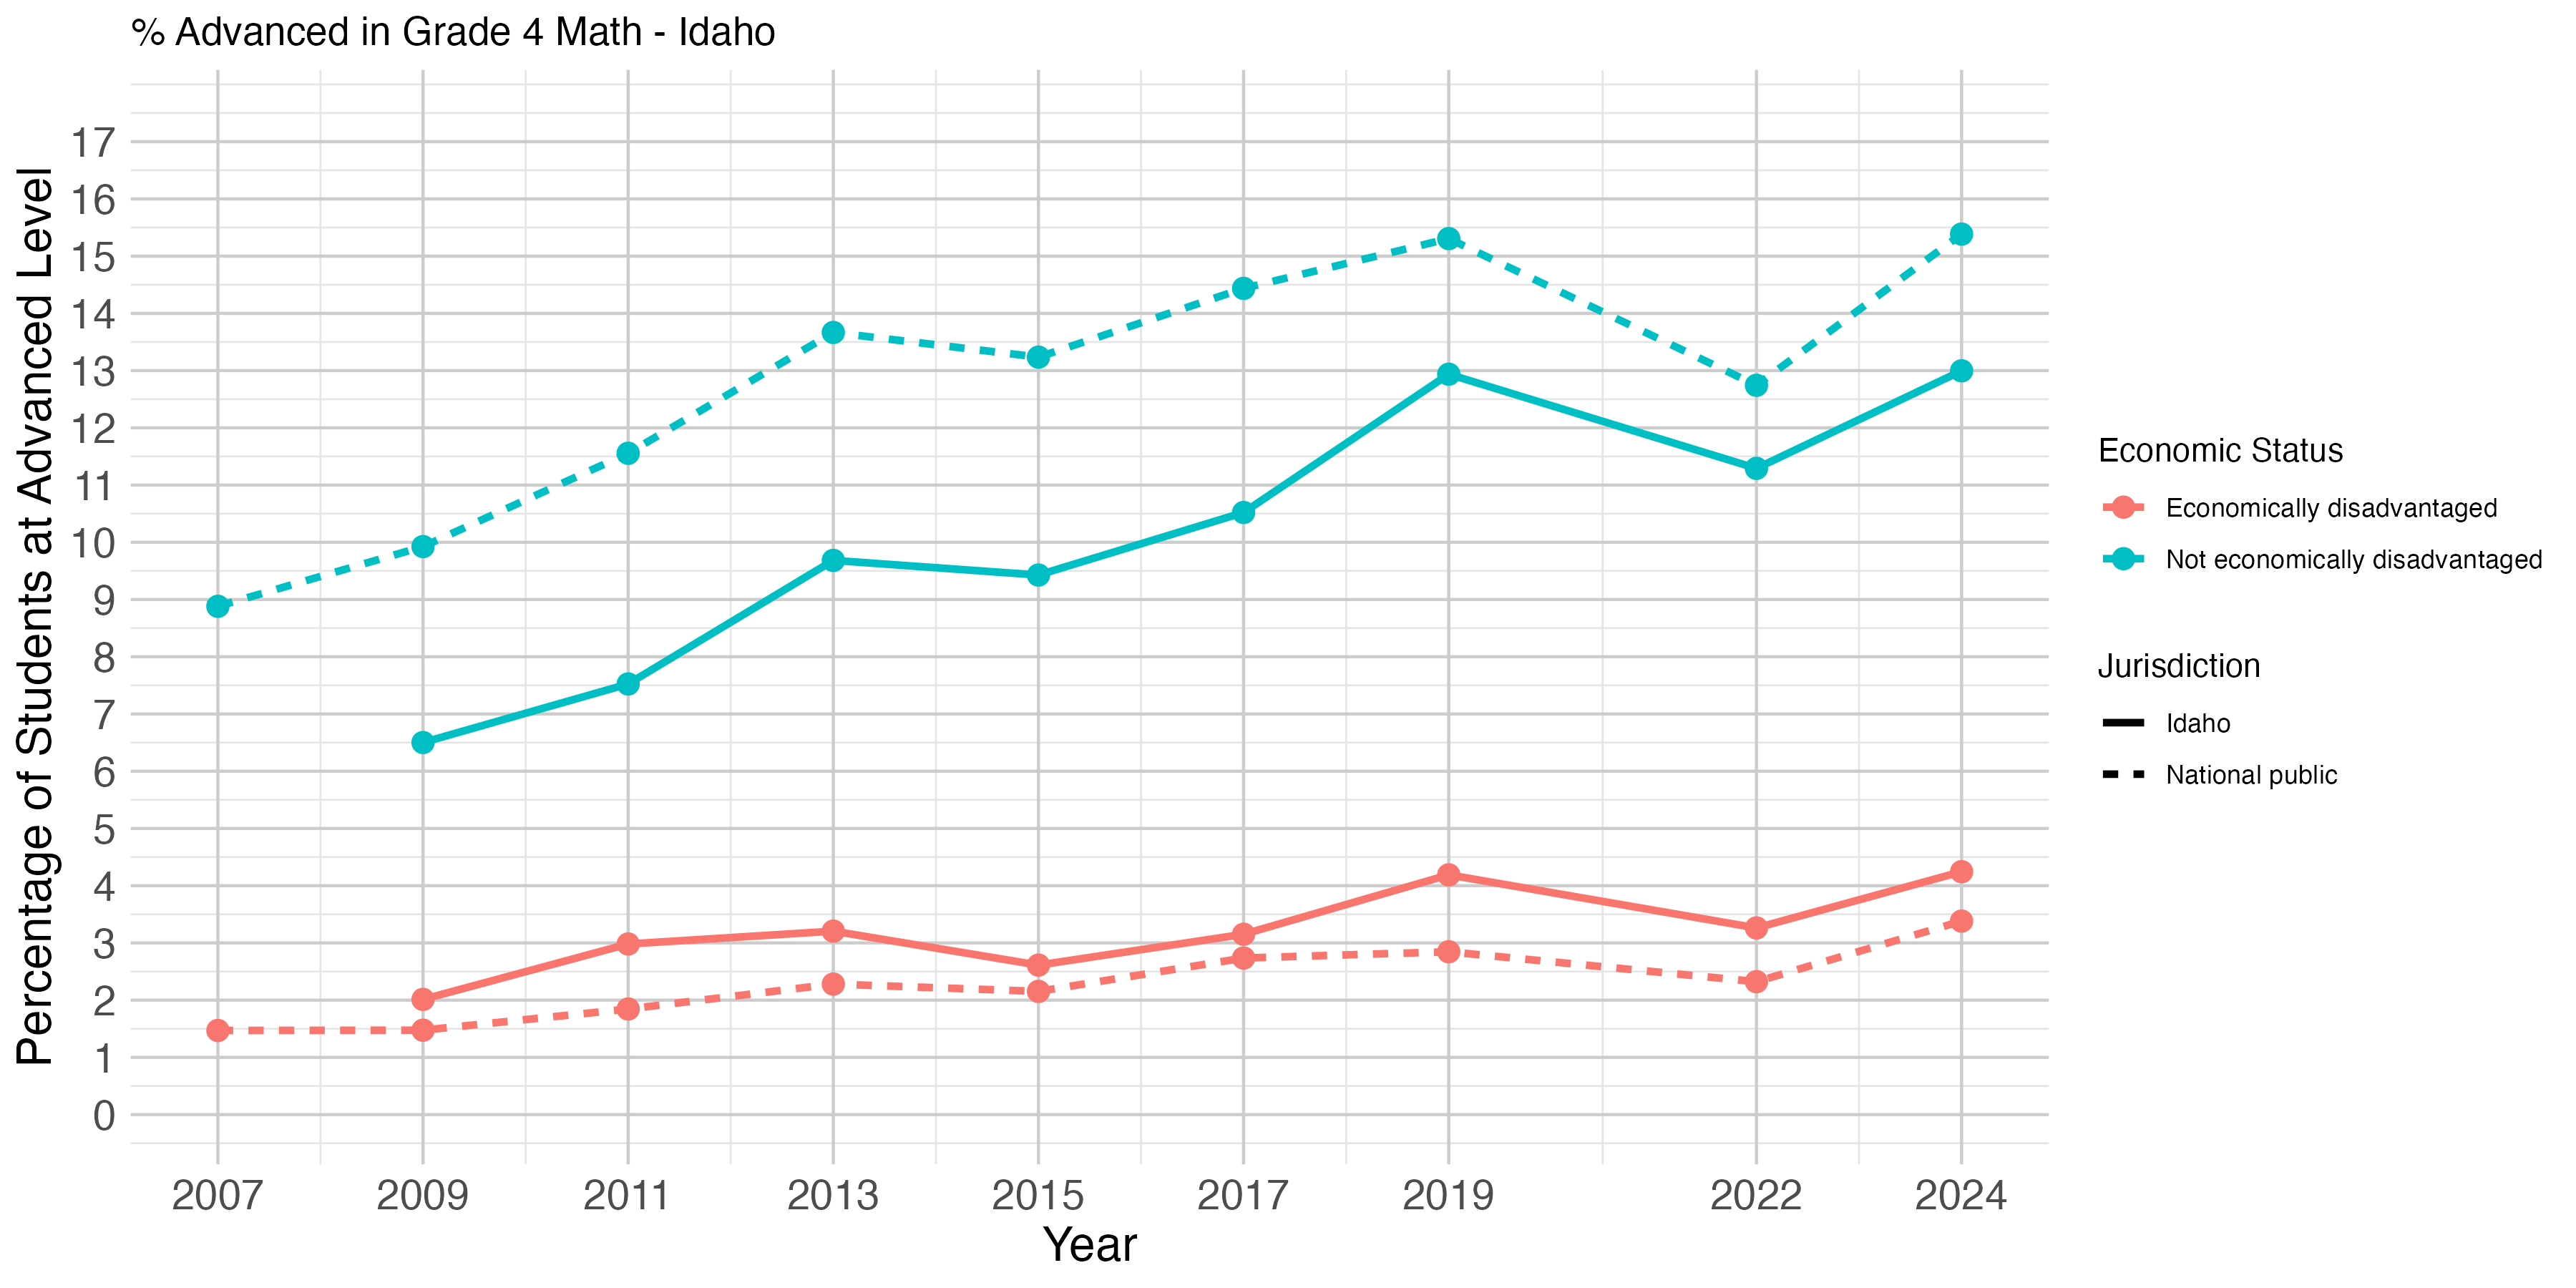 % Advanced in Grade 4 Math - Idaho
Percentage of Students at Advanced Level
17
16
15
14
13
12
11
10
9
8
7
6
5
4
3
2
1
0
2007 2009 2011 2013 2015 2017 2019 2022 2024
Year
Economic Status
Economically disadvantaged
Not economically disadvantaged
Jurisdiction
Idaho
National public